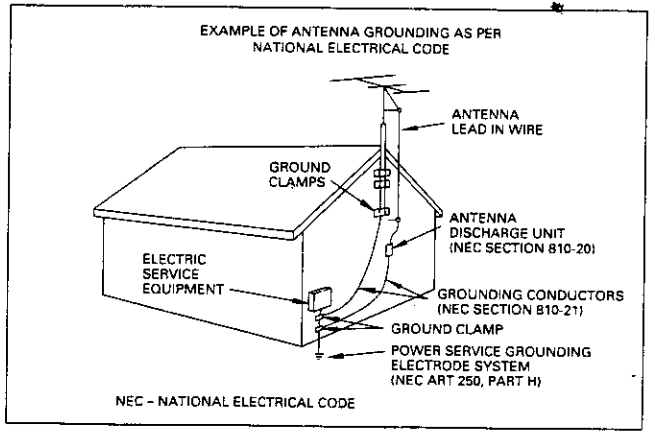 EXAMPLE OF ANTENNA GROUNDING AS PER
NATIONAL ELECTRICAL CODE
ANTENNA
LEAD IN WIRE
GROUND
CLAMPS
ANTENNA
DISCHARGE UNIT
(NEC SECTION 810-20)
ELECTRIC
SERVICE
EQUIPMENT
GROUNDING CONDUCTORS
(NEC SECTION 810-21)
GROUND CLAMP
POWER SERVICE GROUNDING
ELECTRODE SYSTEM
(NEC ART 250, PART H)
NEC – NATIONAL ELECTRICAL CODE